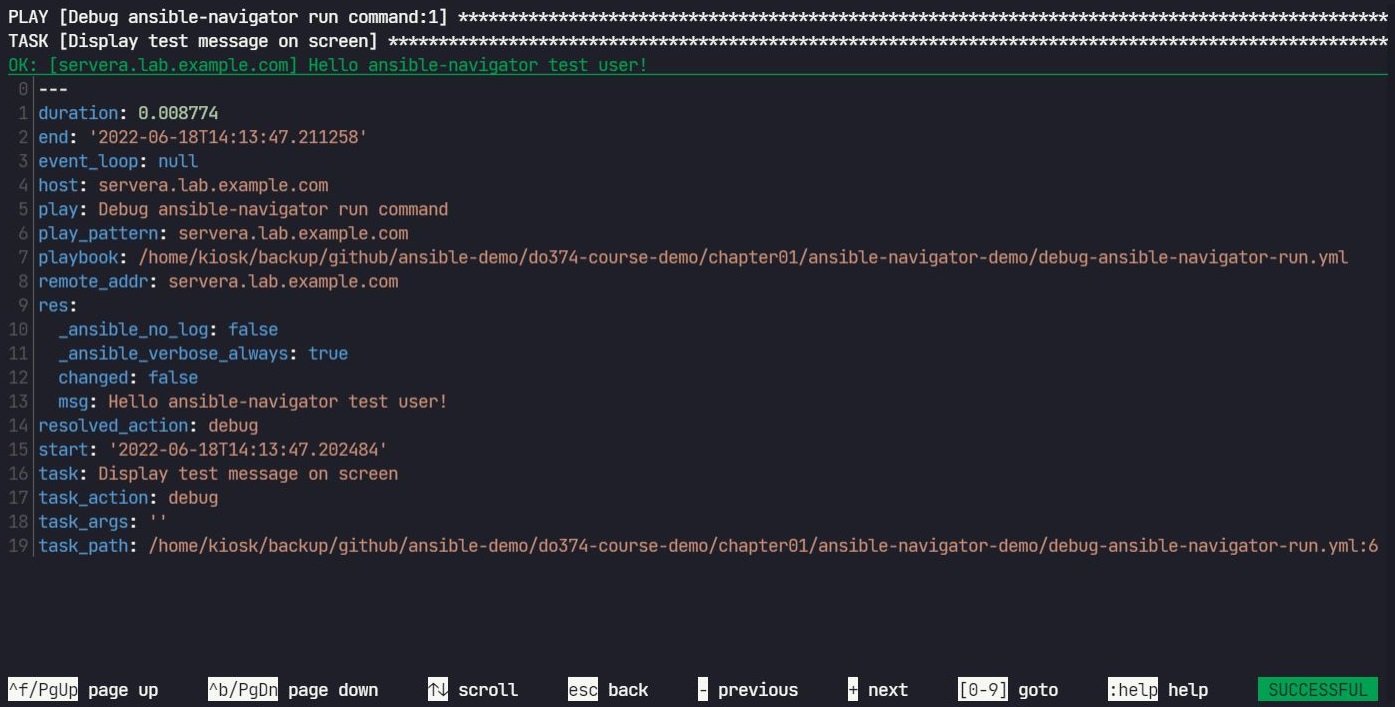 PLAY [Debug ansible-navigator run command:1] *********************************************************************************************
TASK [Display test message on screen] ****************************************************************************************************
OK: [servera.lab.example.com] Hello ansible-navigator test user!
0 ---
1 duration: 0.008774
2 end: '2022-06-18T14:13:47.211258'
3 event_loop: null
4 host: servera.lab.example.com
5 play: Debug ansible-navigator run command
6 play_pattern: servera.lab.example.com
7 playbook: /home/kiosk/backup/github/ansible-demo/do374-course-demo/chapter01/ansible-navigator-demo/debug-ansible-navigator-run.yml
8 remote_addr: servera.lab.example.com
9 res:
10   _ansible_no_log: false
11   _ansible_verbose_always: true
12   changed: false
13   msg: Hello ansible-navigator test user!
14 resolved_action: debug
15 start: '2022-06-18T14:13:47.202484'
16 task: Display test message on screen
17 task_action: debug
18 task_args: ''
19 task_path: /home/kiosk/backup/github/ansible-demo/do374-course-demo/chapter01/ansible-navigator-demo/debug-ansible-navigator-run.yml:6
^f/PgUp page up ^b/PgDn page down ↑↓ scroll esc back - previous + next [0-9] goto :help help SUCCESSFUL